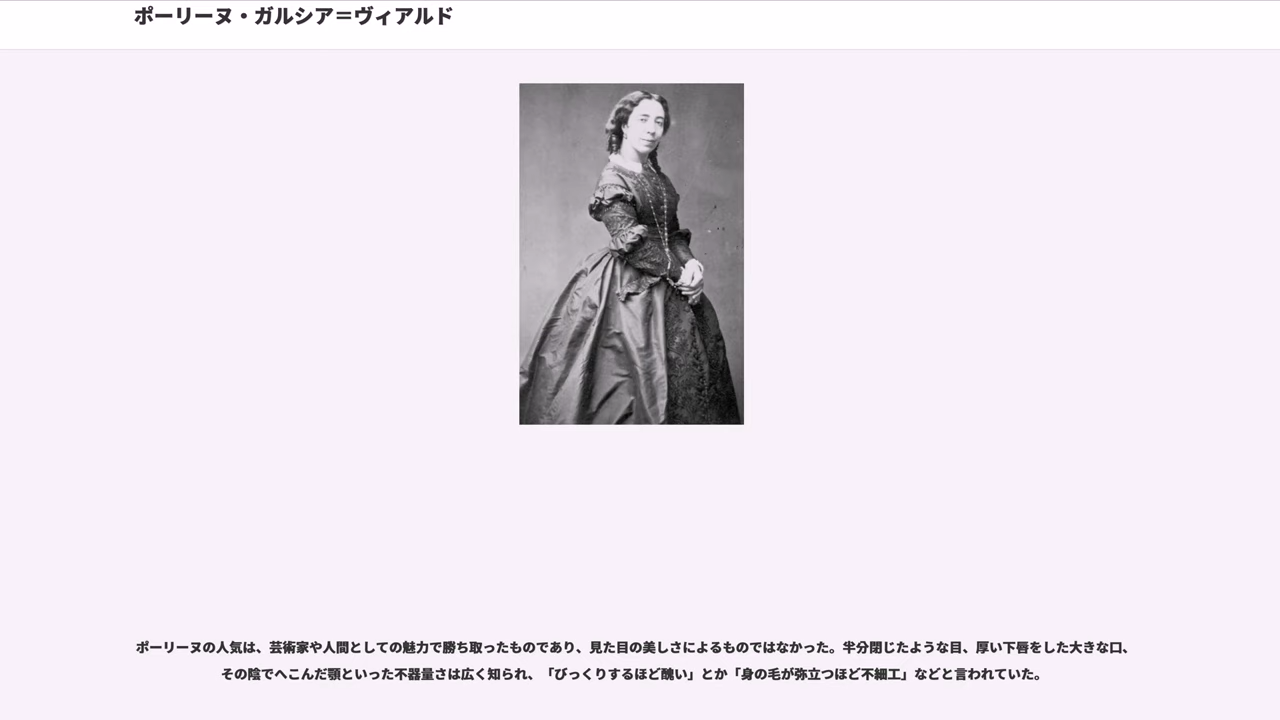 ポーリーヌ・ガルシア＝ヴィアルド
ポーリーヌの人気は、芸術家や人間としての魅力で勝ち取ったものであり、見た目の美しさによるものではなかった。半分閉じたような目、厚い下唇をした大きな口、
その陰でへこんだ顎といった不器量さは広く知られ、「びっくりするほど醜い」とか「身の毛が弥立つほど不細工」などと言われていた。